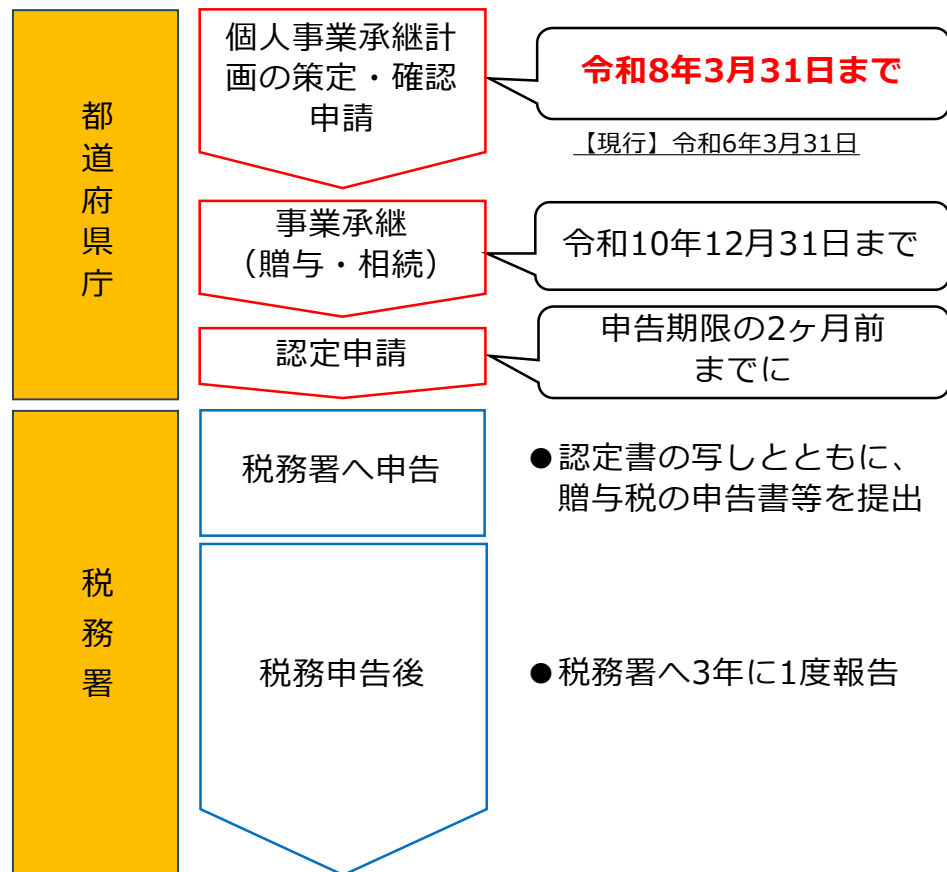 都道府県庁
個人事業承継計
画の策定・確認
申請
令和8年3月31日まで
【現行】令和6年3月31日
事業承継
（贈与・相続）
令和10年12月31日まで
認定申請
申告期限の2ヶ月前
までに
税務署
税務署へ申告
●認定書の写しとともに、
贈与税の申告書等を提出
税務申告後
●税務署へ3年に1度報告